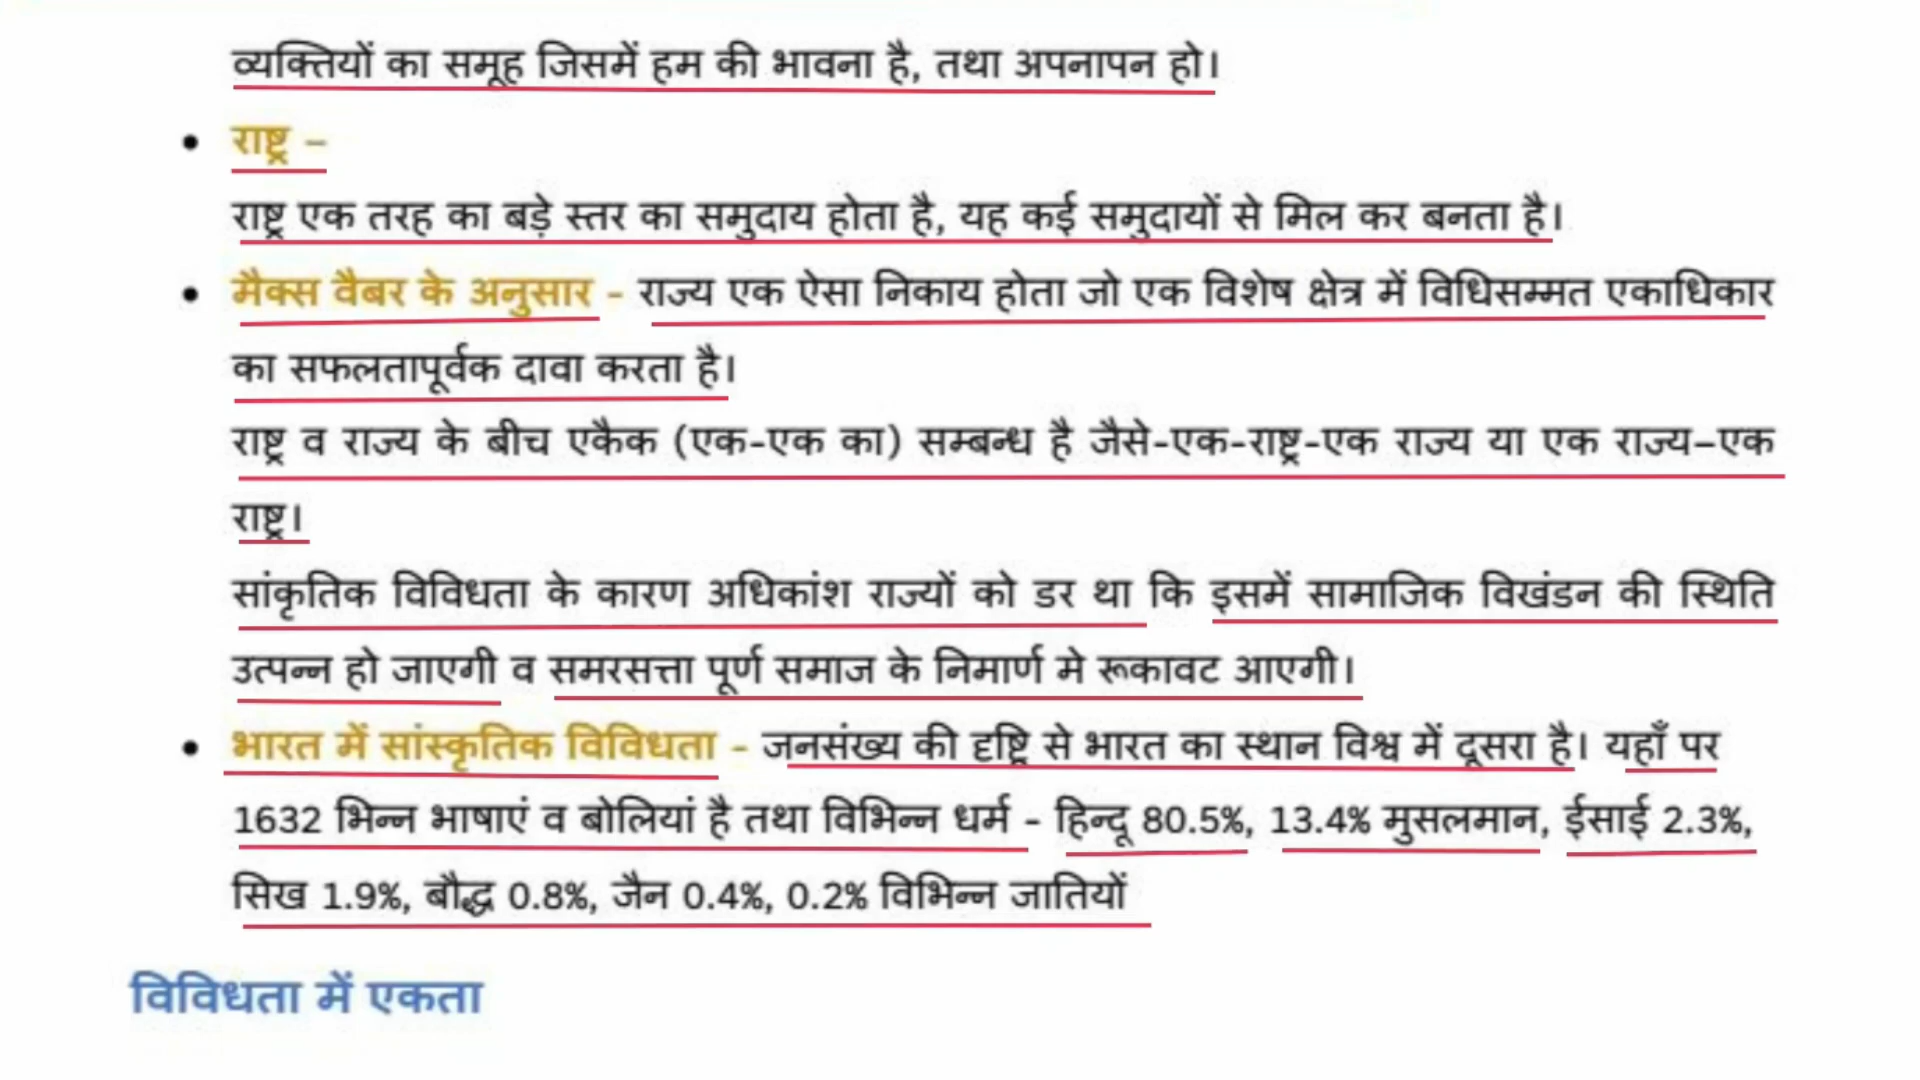 व्यक्तियों का समूह जिसमें हम की भावना है, तथा अपनापन हो।
• राष्ट्र –
राष्ट्र एक तरह का बड़े स्तर का समुदाय होता है, यह कई समुदायों से मिल कर बनता है।
• मैक्स वैबर के अनुसार - राज्य एक ऐसा निकाय होता जो एक विशेष क्षेत्र में विधिसम्मत एकाधिकार
का सफलतापूर्वक दावा करता है।
राष्ट्र व राज्य के बीच एकैक (एक-एक का) सम्बन्ध है जैसे-एक-राष्ट्र-एक राज्य या एक राज्य–एक
राष्ट्र।
सांकृतिक विविधता के कारण अधिकांश राज्यों को डर था कि इसमें सामाजिक विखंडन की स्थिति
उत्पन्न हो जाएगी व समरसत्ता पूर्ण समाज के निमार्ण मे रूकावट आएगी।
• भारत में सांस्कृतिक विविधता - जनसंख्य की दृष्टि से भारत का स्थान विश्व में दूसरा है। यहाँ पर
1632 भिन्न भाषाएं व बोलियां है तथा विभिन्न धर्म - हिन्दू 80.5%, 13.4% मुसलमान, ईसाई 2.3%,
सिख 1.9%, बौद्ध 0.8%, जैन 0.4%, 0.2% विभिन्न जातियों
विविधता में एकता